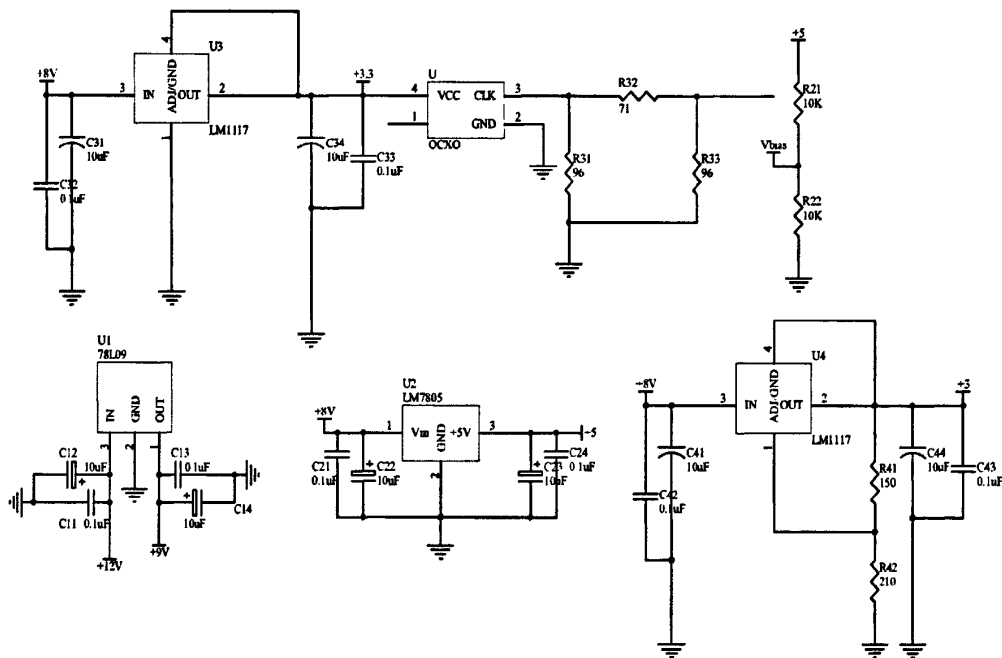 4
U3
+8V
3
IN
ADJ/GND
OUT
2
1
LM1117
C31
10uF
0.1uF
+3.3
C34
10uF
C33
0.1uF
U
4
VCC
CLK
3
1
GND
2
OCXO
R32
71
R31
96
R33
96
+5
R21
10K
Vbias
R22
10K
U1
78L09
IN
GND
OUT
3
2
1
C12
10uF
C13
0.1uF
C11
0.1uF
10uF
C14
+12V
+9V
U2
LM7805
+8V
1
GND
+5V
3
2
C21
0.1uF
C22
10uF
C23
10uF
C24
0.1uF
4
U4
+8V
3
IN
ADJ/GND
OUT
2
1
LM1117
+5
C41
10uF
C42
0.1uF
C44
10uF
C43
0.1uF
R41
150
R42
210